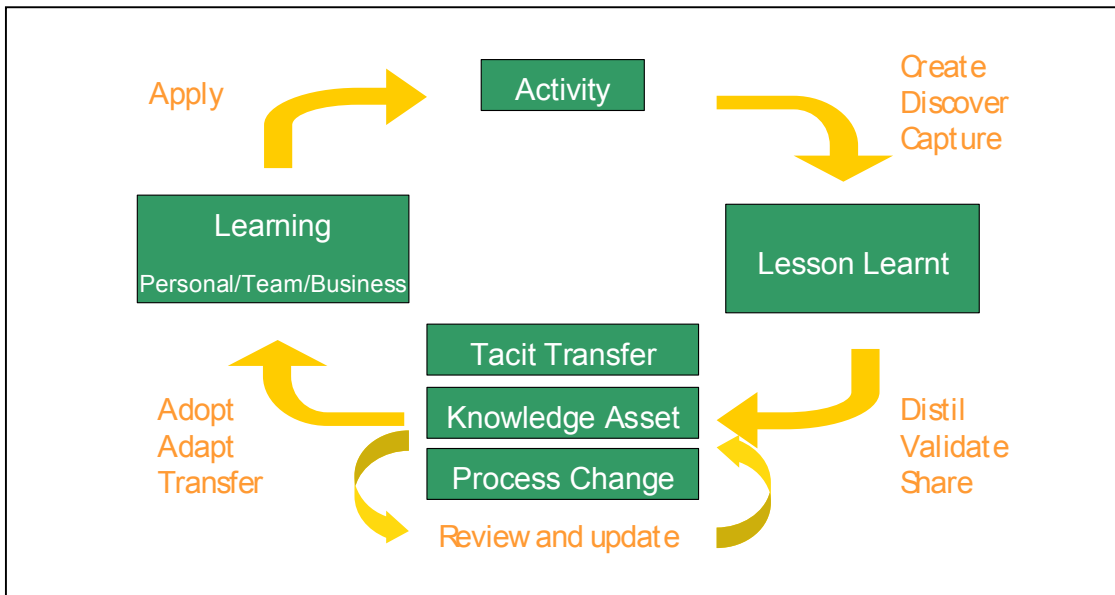 Apply
Activity
Create
Discover
Capture
Learning
Personal/Team/Business
Lesson Learnt
Tacit Transfer
Knowledge Asset
Process Change
Adopt
Adapt
Transfer
Distil
Validate
Share
Review and update